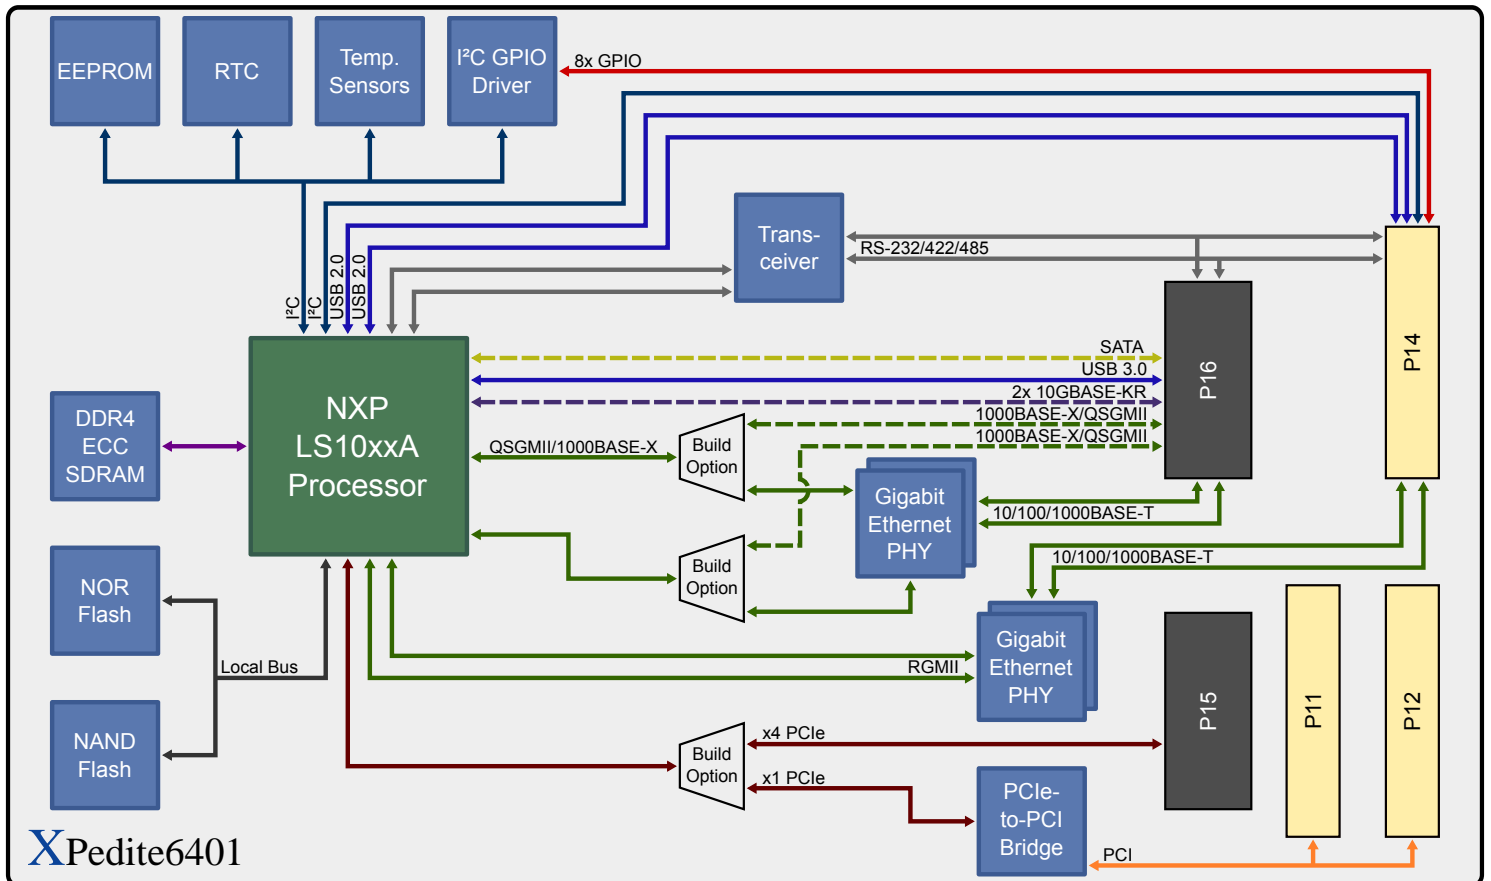 EEPROM
RTC
Temp.
Sensors
I²C GPIO
Driver
8x GPIO
Trans-
ceiver
RS-232/422/485
I²C
I²C
USB 2.0
USB 2.0
P14
P16
SATA
USB 3.0
2x 10GBASE-KR
1000BASE-X/QSGMII
1000BASE-X/QSGMII
NXP
LS10xxA
Processor
DDR4
ECC
SDRAM
QSGMII/1000BASE-X
Build
Option
Gigabit
Ethernet
PHY
10/100/1000BASE-T
10/100/1000BASE-T
Build
Option
NOR
Flash
Local Bus
RGMII
Gigabit
Ethernet
PHY
P15
P11
P12
NAND
Flash
Build
Option
x4 PCIe
x1 PCIe
PCIe-
to-PCI
Bridge
PCI
XPedite6401